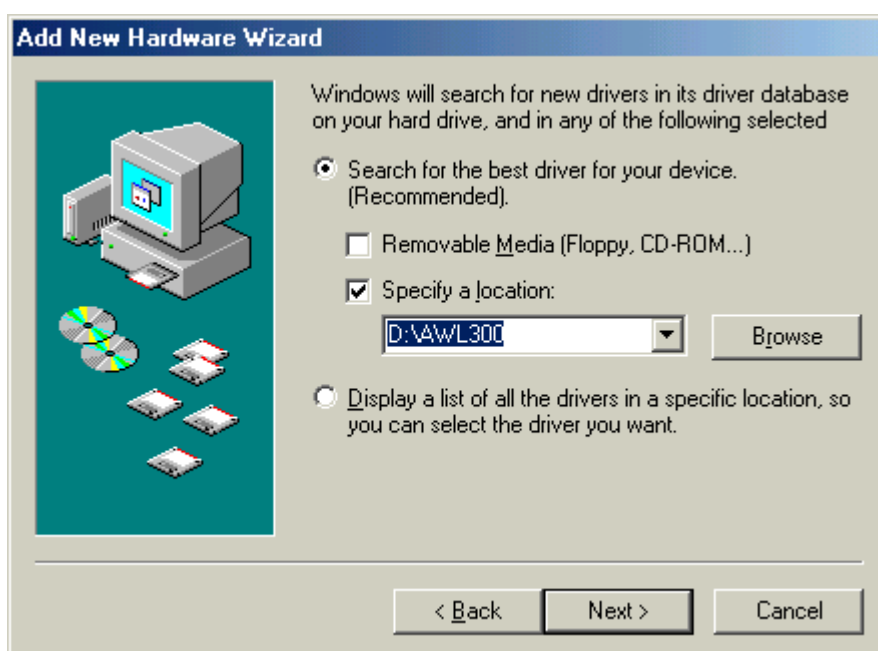 Add New Hardware Wizard
Windows will search for new drivers in its driver database
on your hard drive, and in any of the following selected
Search for the best driver for your device.
(Recommended).
Removable Media (Floppy, CD-ROM...)
Specify a location:
D:\AWL300
Browse
Display a list of all the drivers in a specific location, so
you can select the driver you want.
< Back
Next >
Cancel